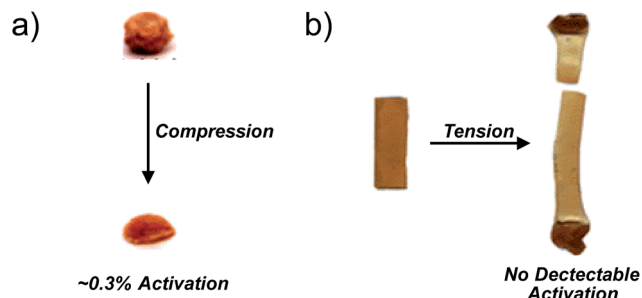 a)
Compression
~0.3% Activation
b)
Tension
No Dectectable
Activation